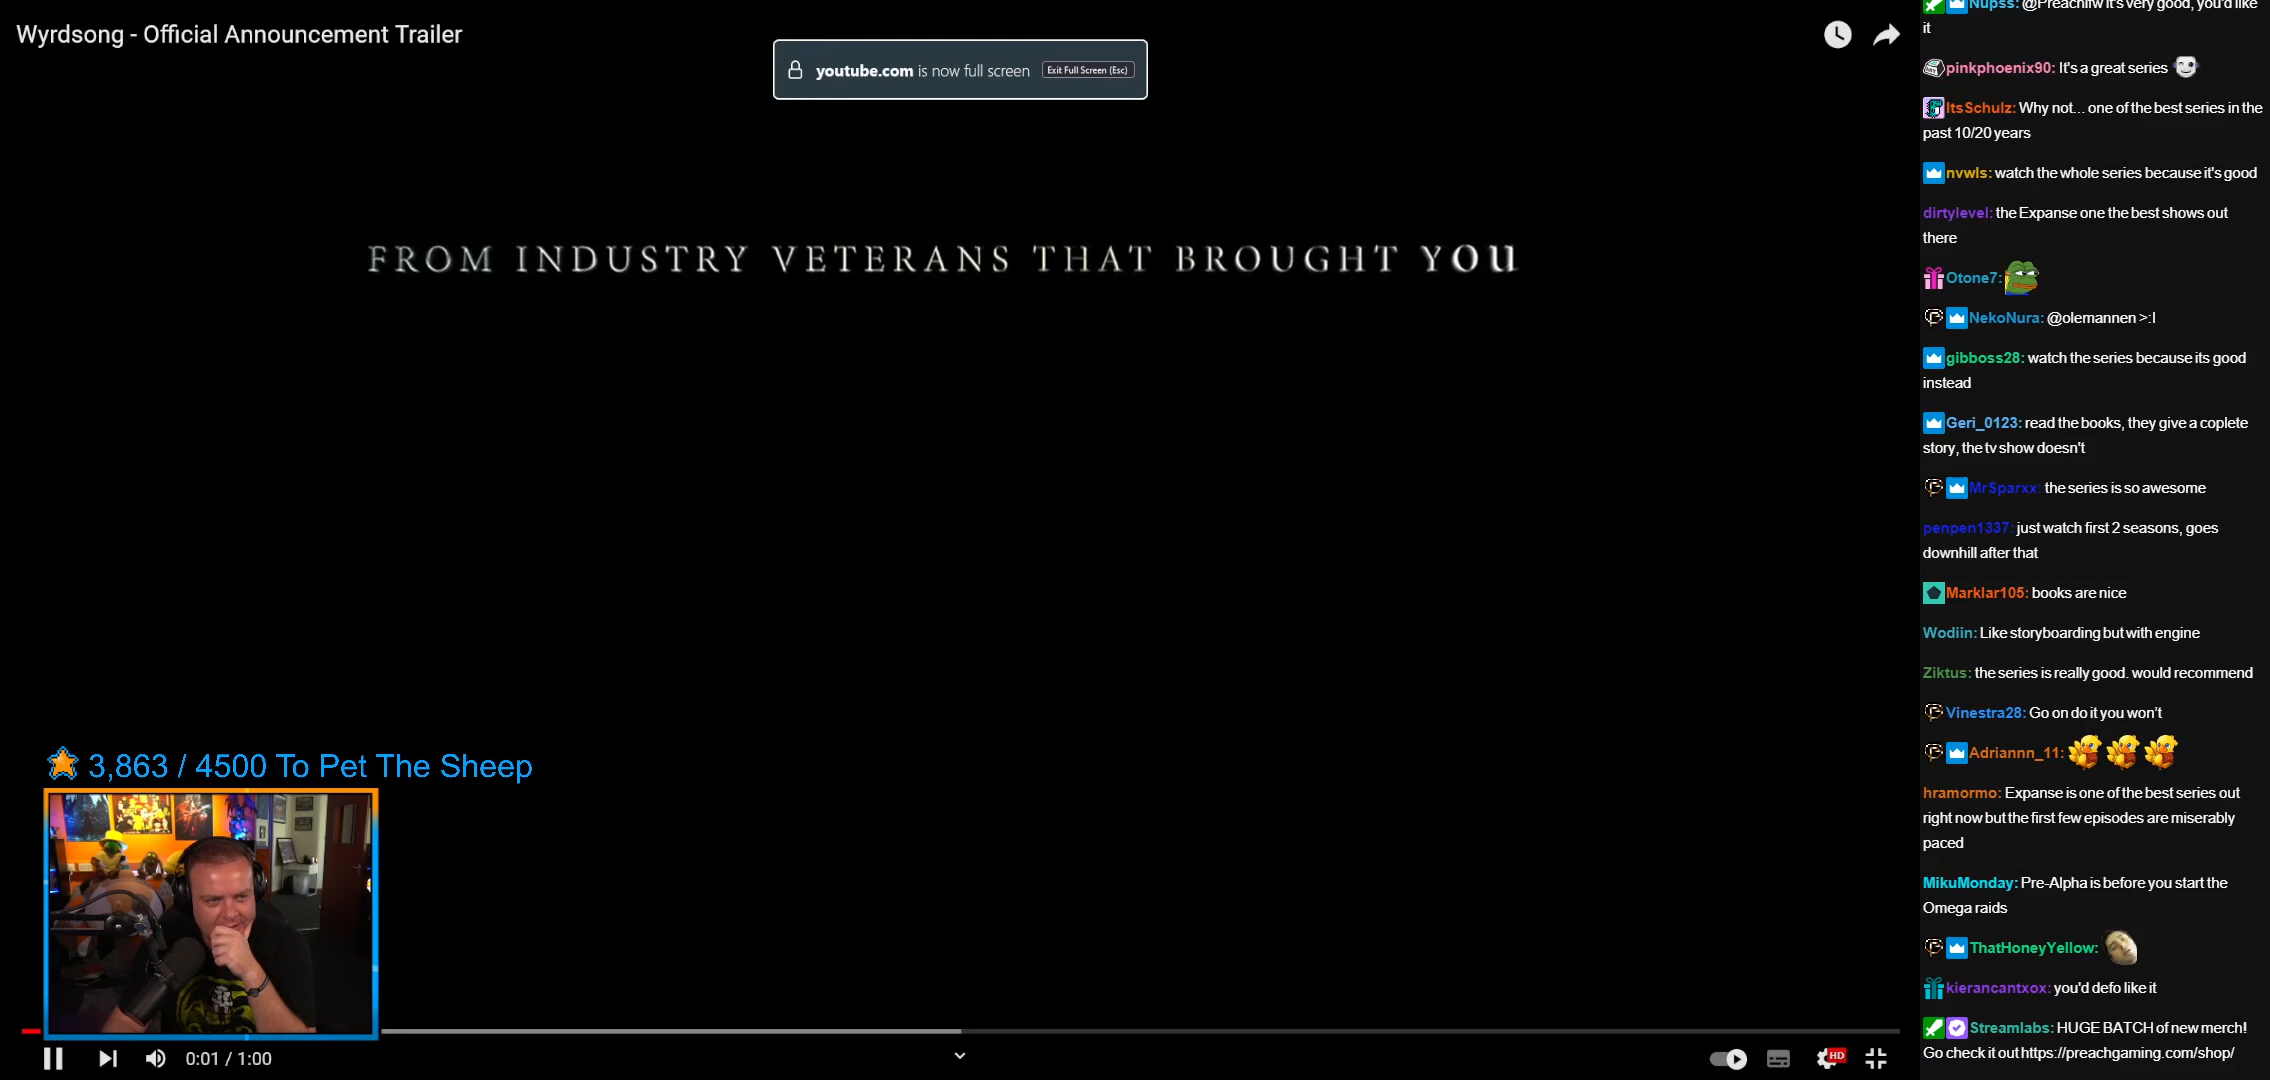 Wyrdsong - Official Announcement Trailer
youtube.com is now full screen Exit Full Screen (Esc)
FROM INDUSTRY VETERANS THAT BROUGHT YOU
3,863 / 4500 To Pet The Sheep
0:01 / 1:00
HD
Nupss: @Preachlfw it's very good, you'd like
it
pinkphoenix90: It's a great series
ItsSchulz: Why not... one of the best series in the
past 10/20 years
nvwls: watch the whole series because it's good
dirtylevel: the Expanse one the best shows out
there
Otone7:
NekoNura: @olemannen >:I
gibboss28: watch the series because its good
instead
Geri_0123: read the books, they give a coplete
story, the tv show doesn't
MrSparxx: the series is so awesome
penpen1337: just watch first 2 seasons, goes
downhill after that
Marklar105: books are nice
Wodiin: Like storyboarding but with engine
Ziktus: the series is really good. would recommend
Vinestra28: Go on do it you won't
Adriannn_11:
hramormo: Expanse is one of the best series out
right now but the first few episodes are miserably
paced
MikuMonday: Pre-Alpha is before you start the
Omega raids
ThatHoneyYellow:
kierancantxox: you'd defo like it
Streamlabs: HUGE BATCH of new merch!
Go check it out https://preachgaming.com/shop/